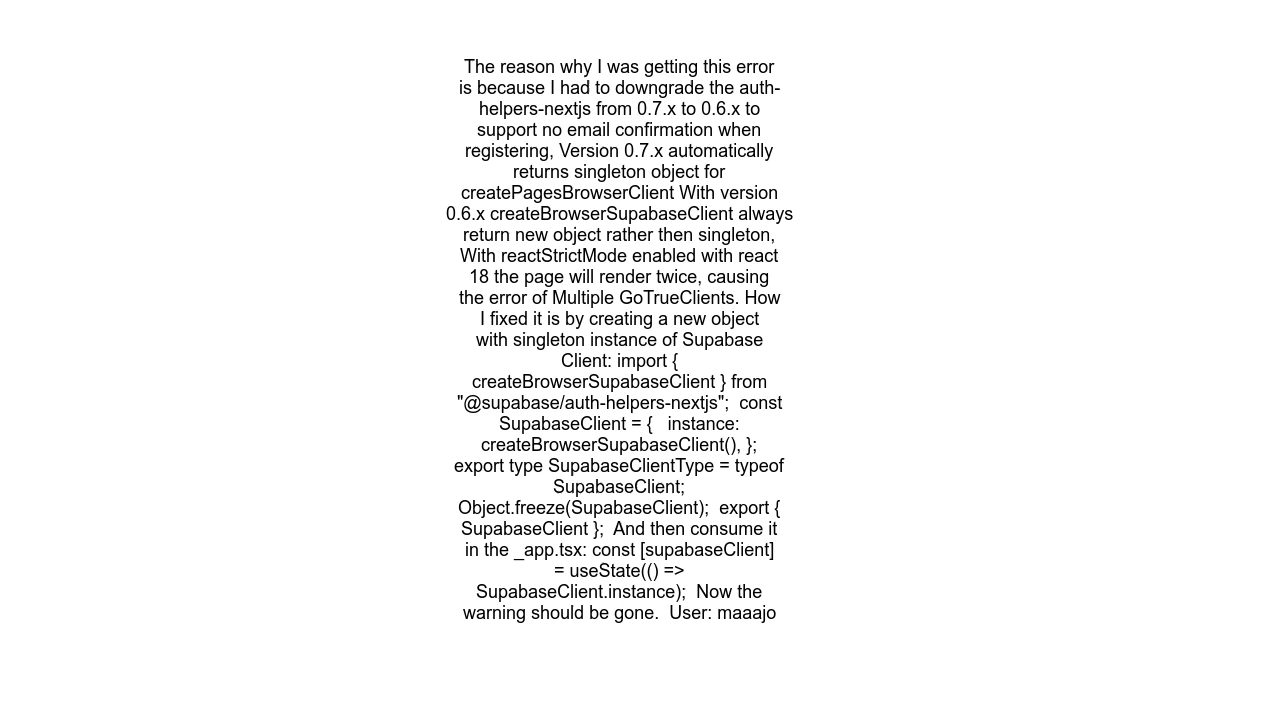 The reason why I was getting this error
is because I had to downgrade the auth-
helpers-nextjs from 0.7.x to 0.6.x to
support no email confirmation when
registering, Version 0.7.x automatically
returns singleton object for
createPagesBrowserClient With version
0.6.x createBrowserSupabaseClient always
return new object rather then singleton,
With reactStrictMode enabled with react
18 the page will render twice, causing
the error of Multiple GoTrueClients. How
I fixed it is by creating a new object
with singleton instance of Supabase
Client: import {
createBrowserSupabaseClient } from
"@supabase/auth-helpers-nextjs";  const
SupabaseClient = {   instance:
createBrowserSupabaseClient(), };
export type SupabaseClientType = typeof
SupabaseClient;
Object.freeze(SupabaseClient);  export {
SupabaseClient };  And then consume it
in the _app.tsx: const [supabaseClient]
= useState(() =>
SupabaseClient.instance);  Now the
warning should be gone.  User: maaajo